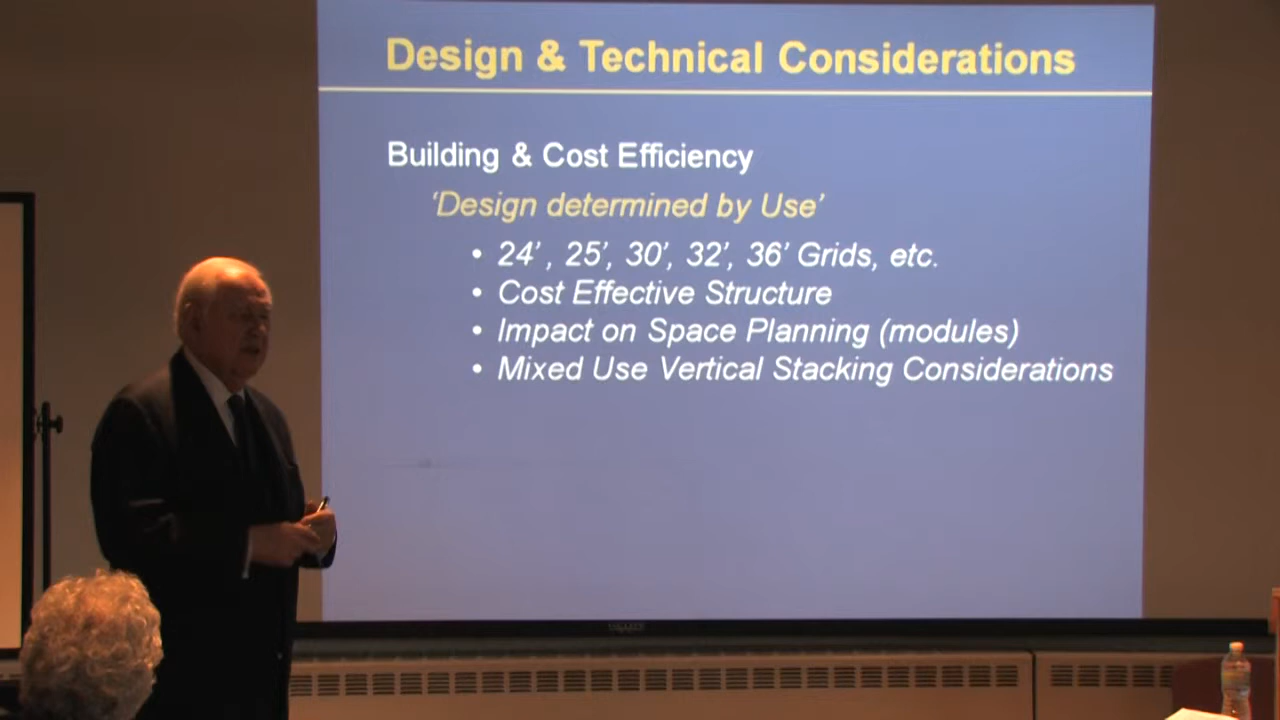 Design & Technical Considerations
Building & Cost Efficiency
‘Design determined by Use’
• 24’ , 25’, 30’, 32’, 36’ Grids, etc.
• Cost Effective Structure
• Impact on Space Planning (modules)
• Mixed Use Vertical Stacking Considerations